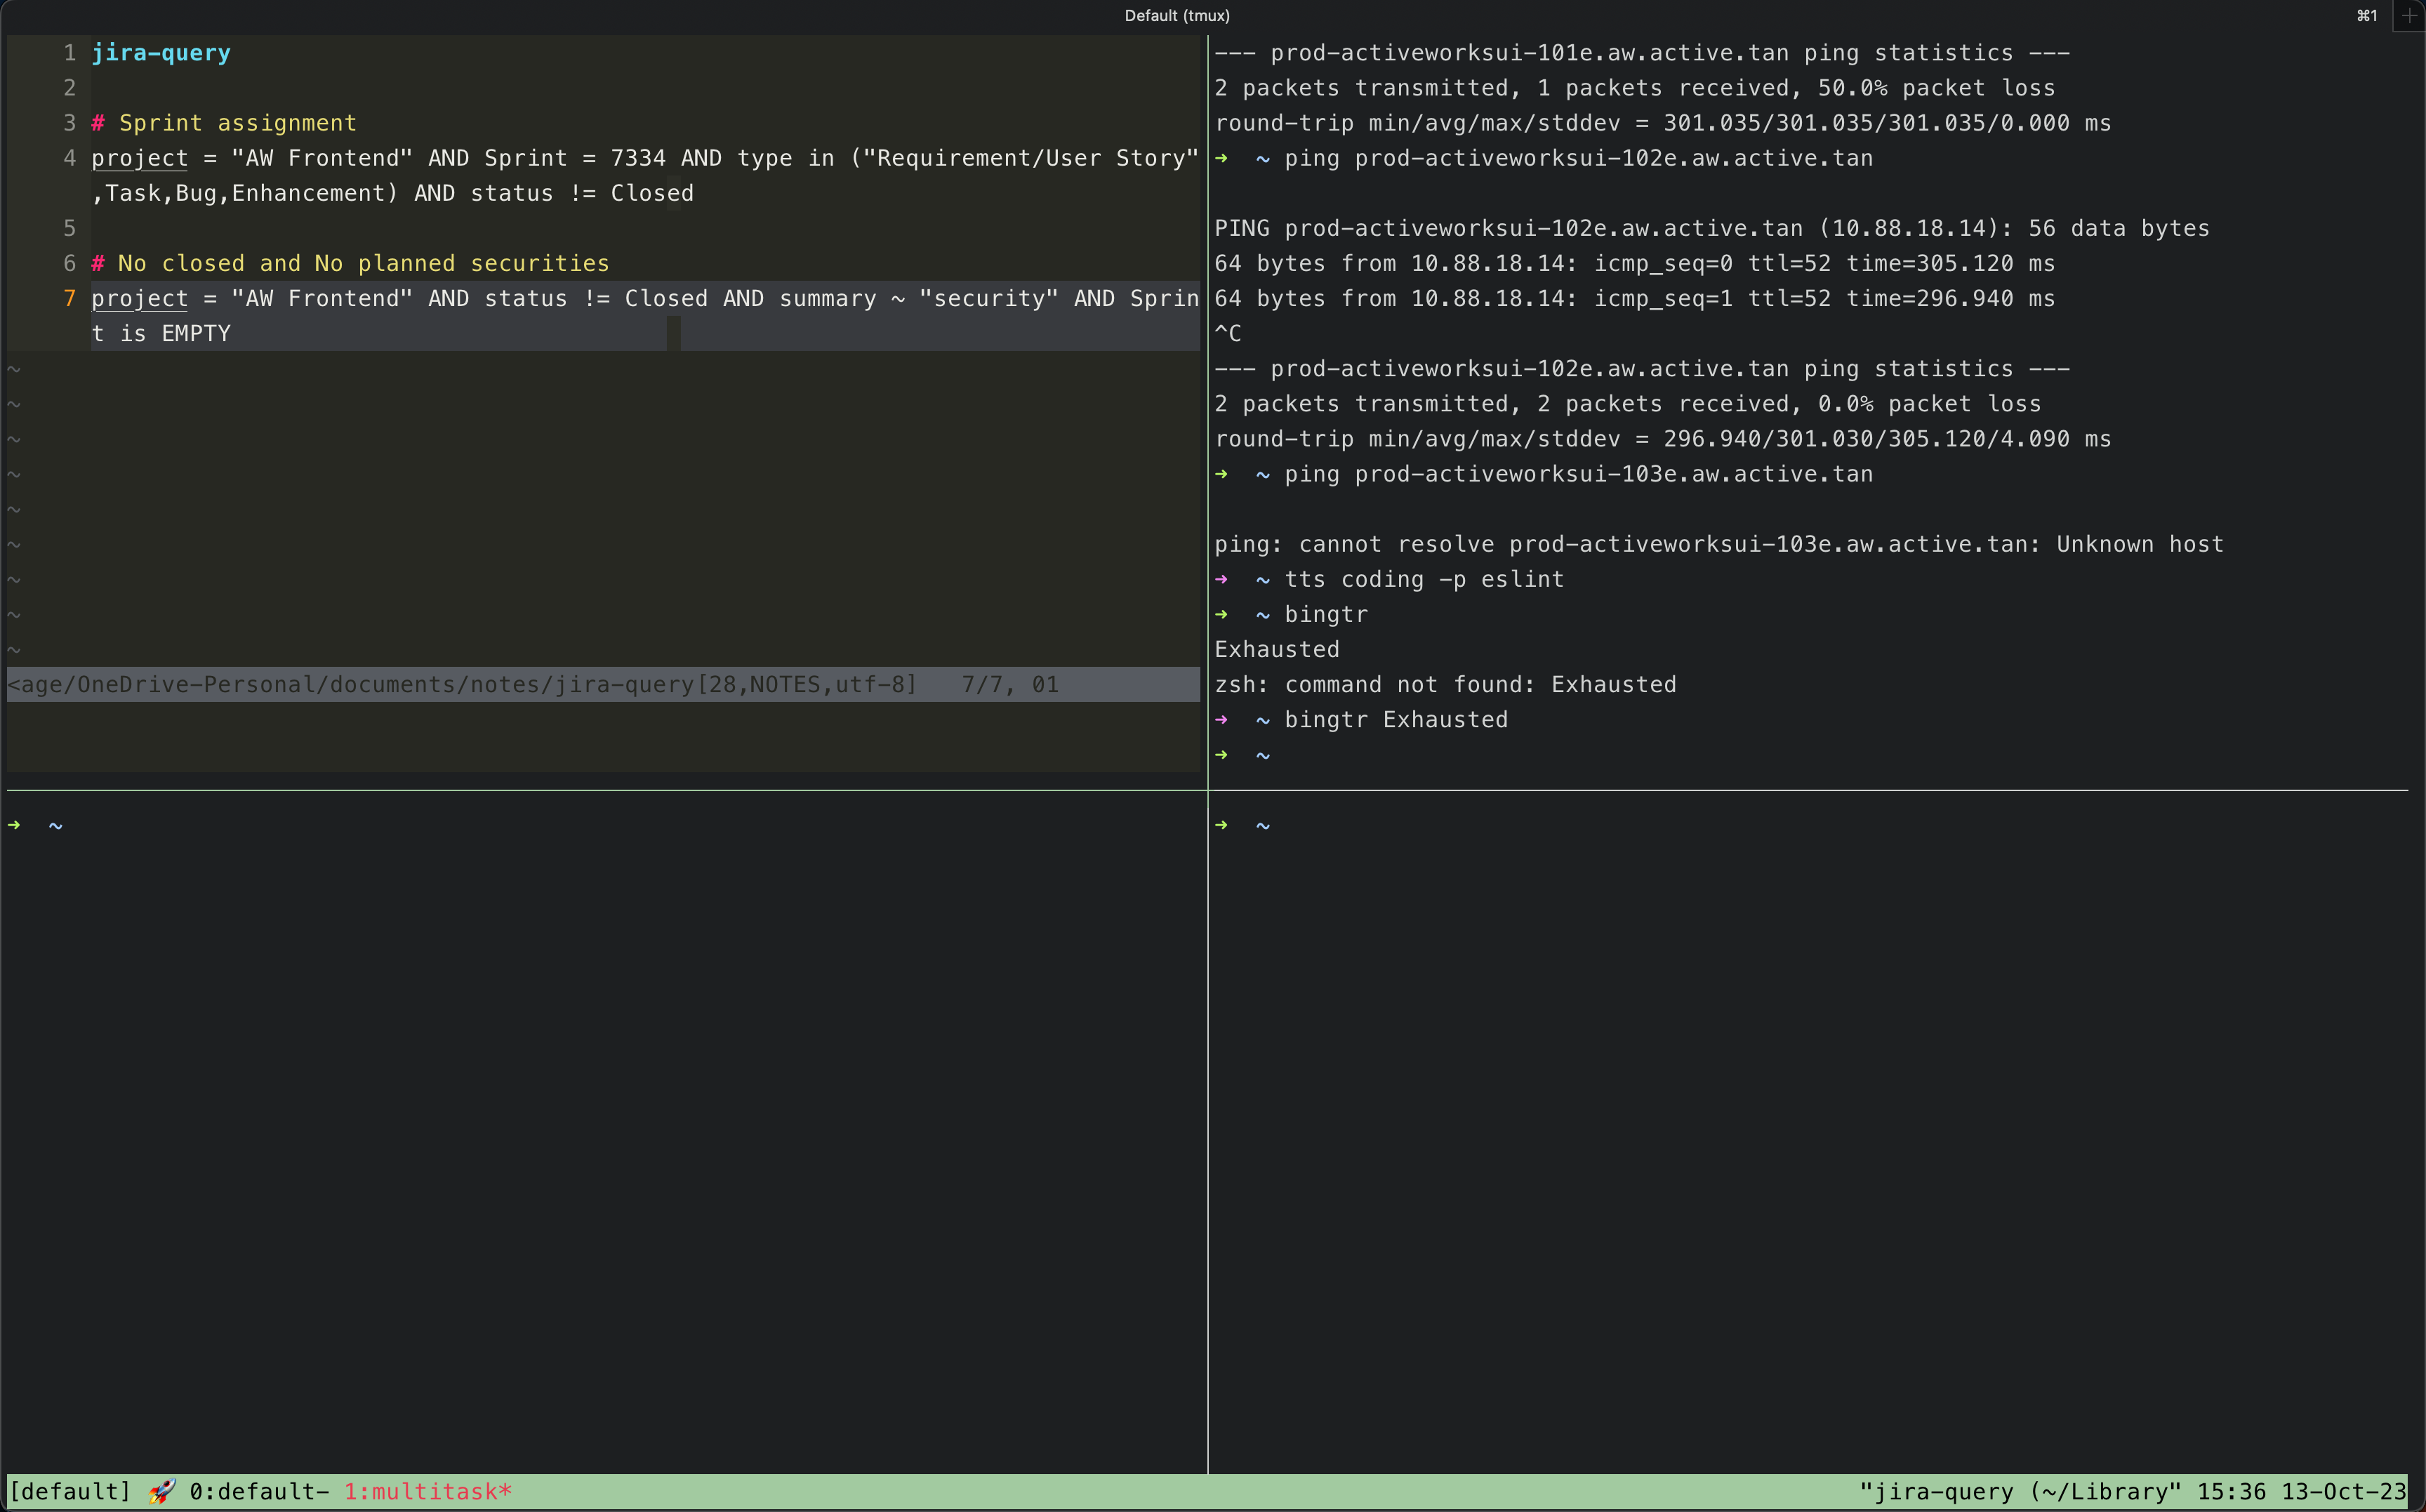 Default (tmux)
⌘1
1 jira-query
2
3 # Sprint assignment
4 project = "AW Frontend" AND Sprint = 7334 AND type in ("Requirement/User Story"
,Task,Bug,Enhancement) AND status != Closed
5
6 # No closed and No planned securities
7 project = "AW Frontend" AND status != Closed AND summary ~ "security" AND Sprin
t is EMPTY
~
~
~
~
~
~
~
~
~
<age/OneDrive-Personal/documents/notes/jira-query[28,NOTES,utf-8] 7/7, 01
--- prod-activeworksui-101e.aw.active.tan ping statistics ---
2 packets transmitted, 1 packets received, 50.0% packet loss
round-trip min/avg/max/stddev = 301.035/301.035/301.035/0.000 ms
➜ ~ ping prod-activeworksui-102e.aw.active.tan
PING prod-activeworksui-102e.aw.active.tan (10.88.18.14): 56 data bytes
64 bytes from 10.88.18.14: icmp_seq=0 ttl=52 time=305.120 ms
64 bytes from 10.88.18.14: icmp_seq=1 ttl=52 time=296.940 ms
^C
--- prod-activeworksui-102e.aw.active.tan ping statistics ---
2 packets transmitted, 2 packets received, 0.0% packet loss
round-trip min/avg/max/stddev = 296.940/301.030/305.120/4.090 ms
➜ ~ ping prod-activeworksui-103e.aw.active.tan
ping: cannot resolve prod-activeworksui-103e.aw.active.tan: Unknown host
➜ ~ tts coding -p eslint
➜ ~ bingtr
Exhausted
zsh: command not found: Exhausted
➜ ~ bingtr Exhausted
➜ ~
➜ ~
➜ ~
[default] 🚀 0:default- 1:multitask*
"jira-query (~/Library" 15:36 13-Oct-23